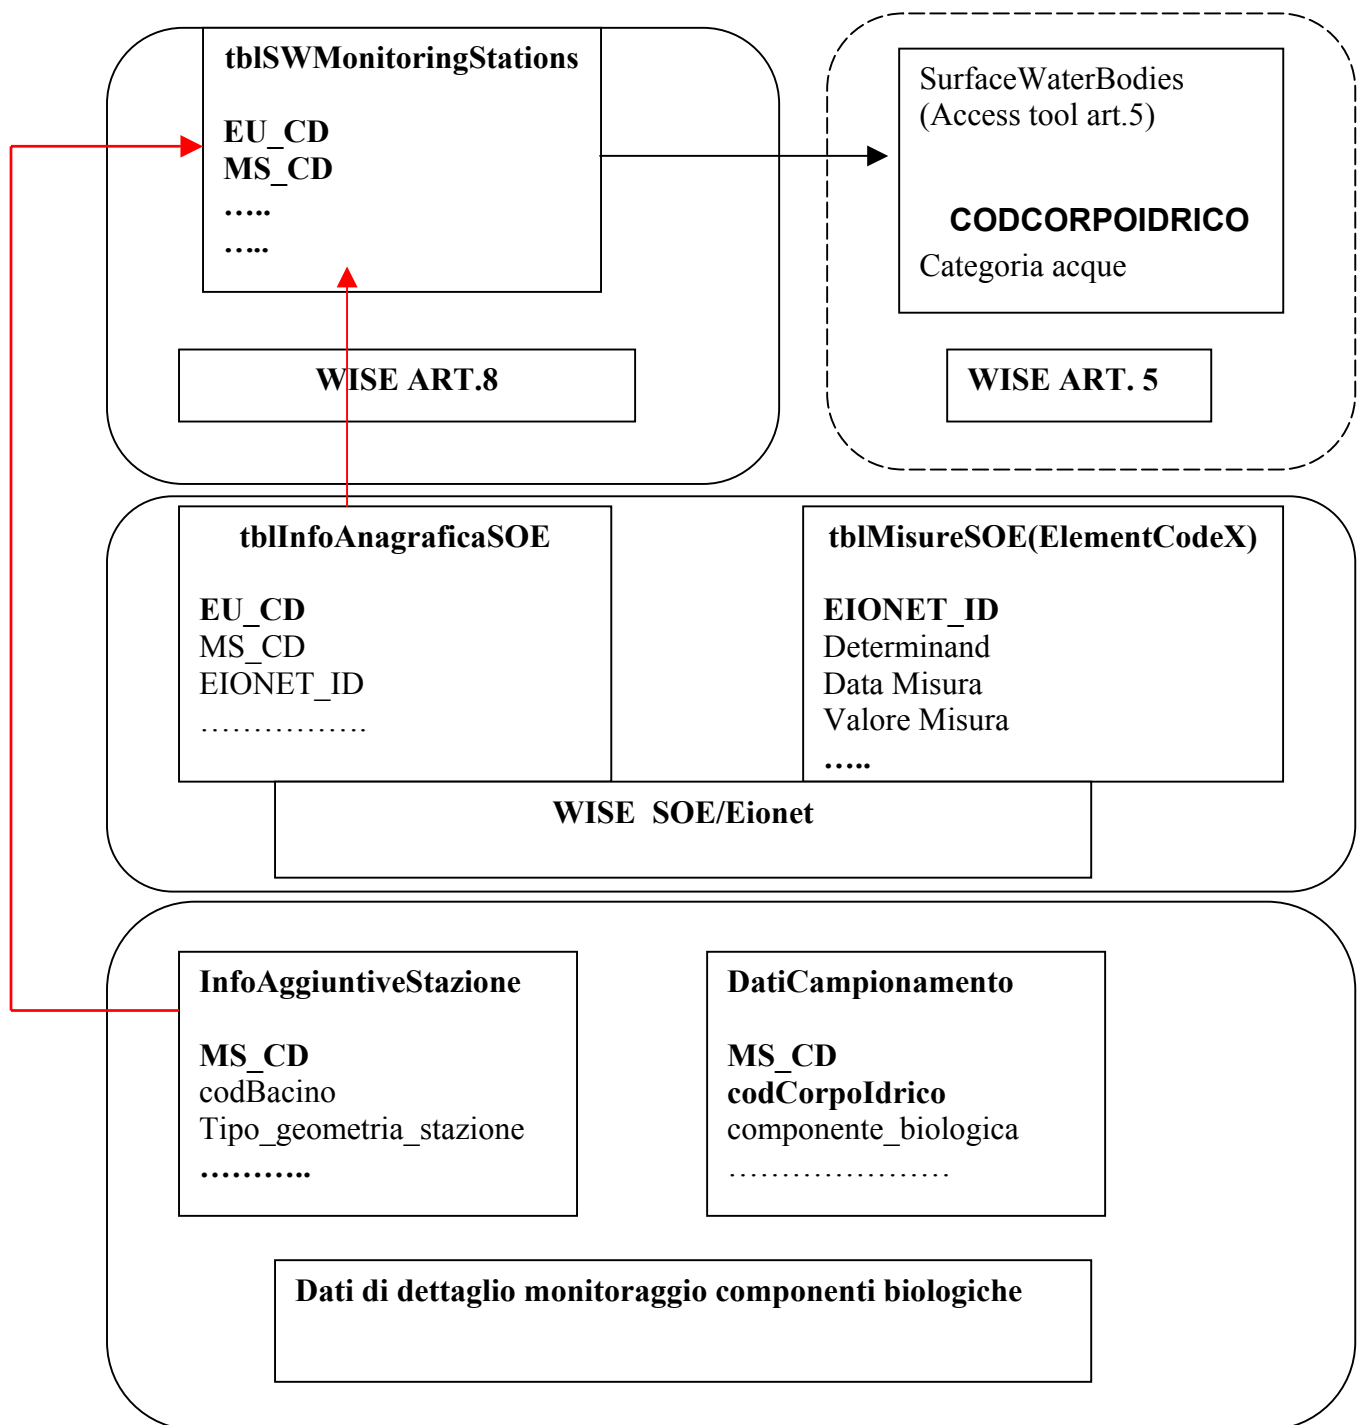 tblSWMonitoringStations
EU_CD
MS_CD
…..
…..
WISE ART.8
SurfaceWaterBodies
(Access tool art.5)
CODCORPOIDRICO
Categoria acque
WISE ART. 5
tblInfoAnagraficaSOE
EU_CD
MS_CD
EIONET_ID
…………….
tblMisureSOE(ElementCodeX)
EIONET_ID
Determinand
Data Misura
Valore Misura
…..
WISE  SOE/Eionet
InfoAggiuntiveStazione
MS_CD
codBacino
Tipo_geometria_stazione
………..
DatiCampionamento
MS_CD
codCorpoIdrico
componente_biologica
…………………
Dati di dettaglio monitoraggio componenti biologiche